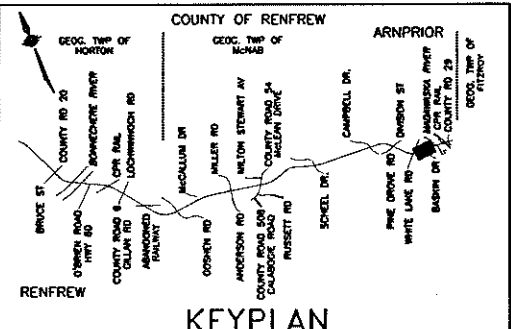 COUNTY OF RENFREW
GEOG. TWP OF
HORTON
GEOG. TWP OF
McNAB
ARNPRIOR
GEOG. TWP OF
FITZROY
BRUCE ST
COUNTY RD 20
BONNECHERE RIVER
O'BRIEN ROAD
HWY 60
CPR RAIL
LOCHWINNOCH RD
COUNTY ROAD 6
GILLAN RD
ABANDONED
RAILWAY
McCALLUM DR
GOSHEN RD
MILLER RD
ANDERSON RD
MILTON STEWART AV
COUNTY ROAD 54
McLEAN DRIVE
COUNTY ROAD 508
CALABOGIE ROAD
RUSSETT RD
SCHEEL DR.
CAMPBELL DR.
PINE GROVE RD
DIVISION ST
WHITE LAKE RD
MADAWASKA RIVER
CPR RAIL
COUNTY RD 29
BASKIN DR.
RENFREW
KEYPLAN